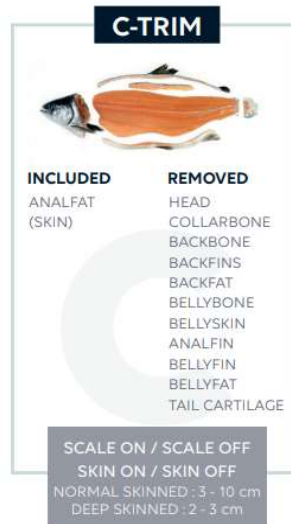 C-TRIM
INCLUDED
ANALFAT
(SKIN)
REMOVED
HEAD
COLLARBONE
BACKBONE
BACKFINS
BACKFAT
BELLYBONE
BELLYSKIN
ANALFIN
BELLYFIN
BELLYFAT
TAIL CARTILAGE
SCALE ON / SCALE OFF
SKIN ON / SKIN OFF
NORMAL SKINNED : 3 - 10 cm
DEEP SKINNED : 2 - 3 cm